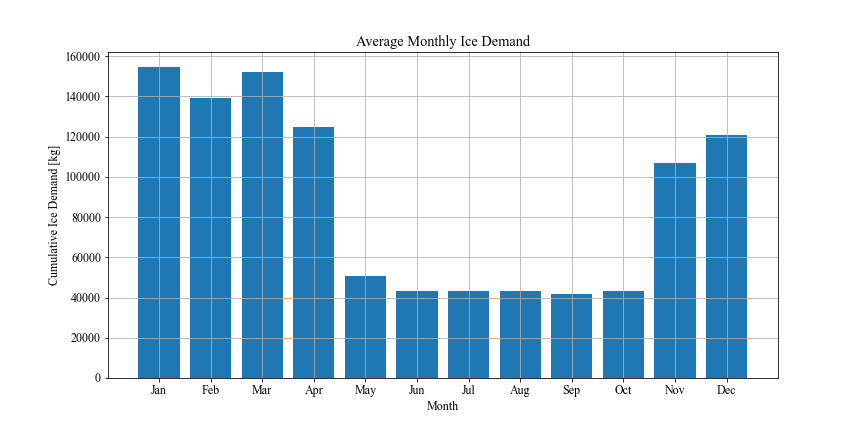 Average Monthly Ice Demand
Cumulative Ice Demand [kg]
160000
140000
120000
100000
80000
60000
40000
20000
0
Jan Feb Mar Apr May Jun Jul Aug Sep Oct Nov Dec
Month